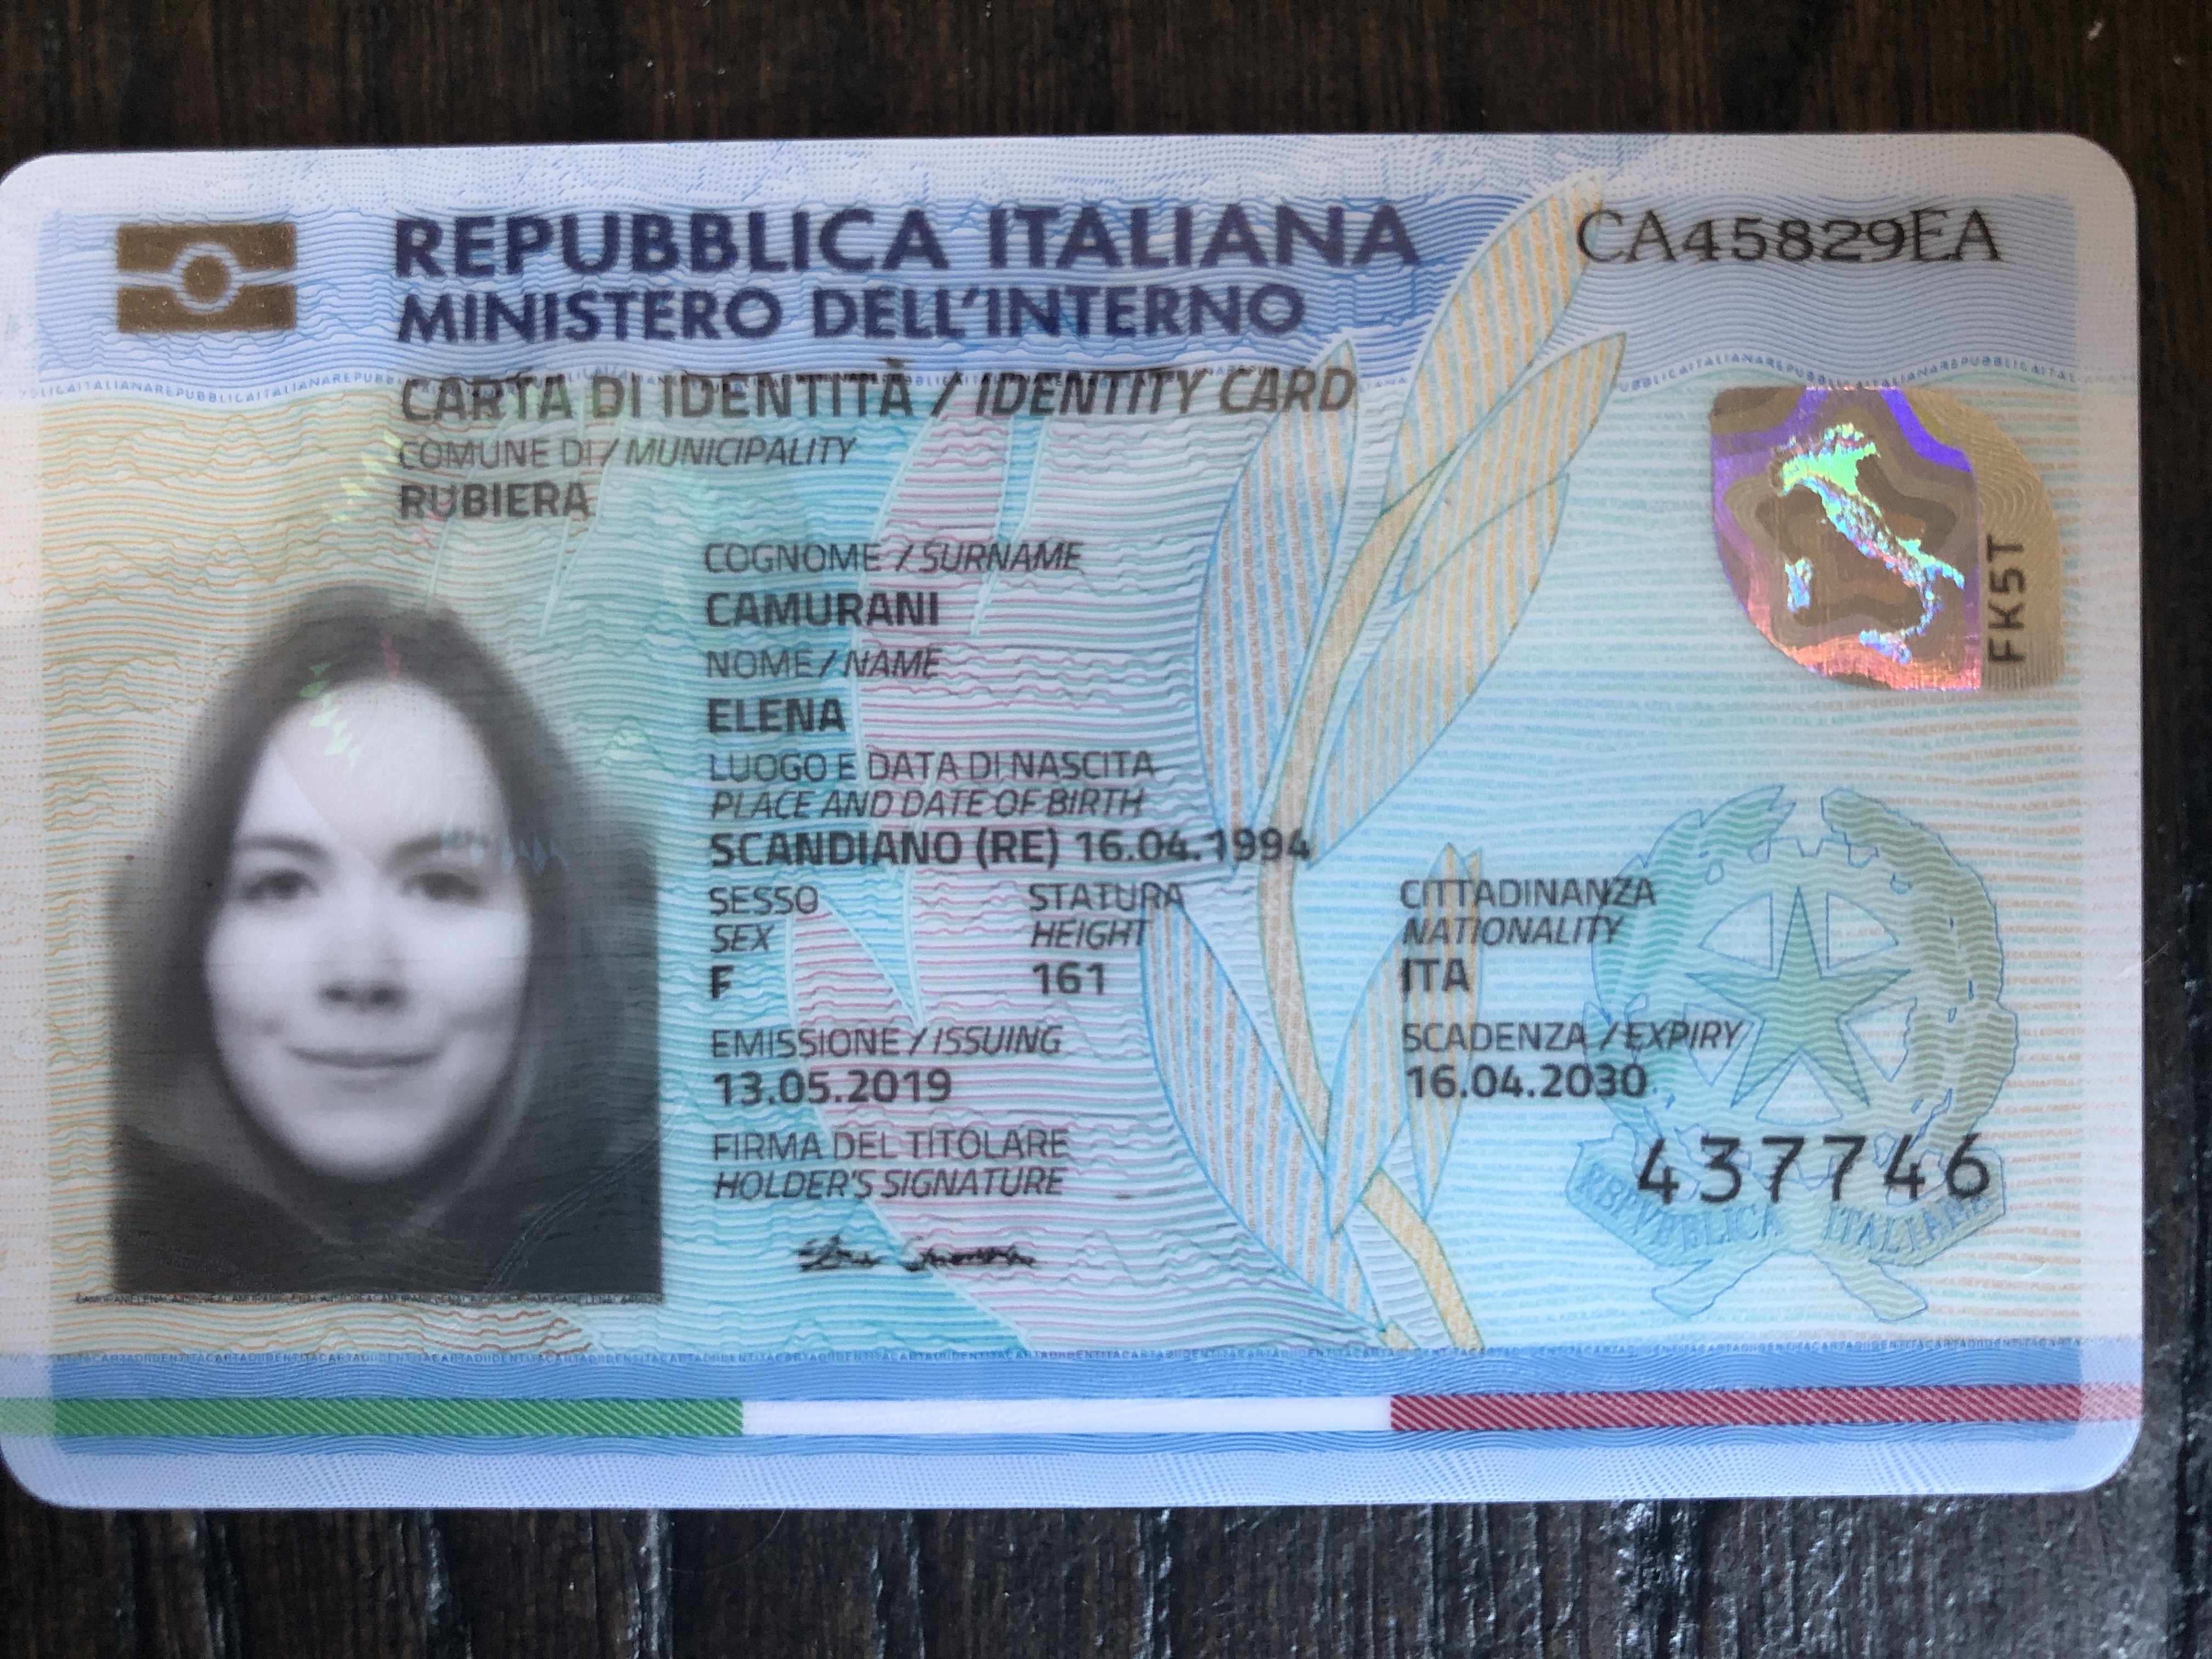 REPUBBLICA ITALIANA
MINISTERO DELL'INTERNO
CA45829EA
CARTA DI IDENTITÀ / IDENTITY CARD
COMUNE DI / MUNICIPALITY
RUBIERA
COGNOME / SURNAME
CAMURANI
NOME / NAME
ELENA
LUOGO E DATA DI NASCITA
PLACE AND DATE OF BIRTH
SCANDIANO (RE) 16.04.1994
SESSO STATURA CITTADINANZA
SEX HEIGHT NATIONALITY
F 161 ITA
EMISSIONE / ISSUING SCADENZA / EXPIRY
13.05.2019 16.04.2030
FIRMA DEL TITOLARE
HOLDER'S SIGNATURE
437746
FK5T